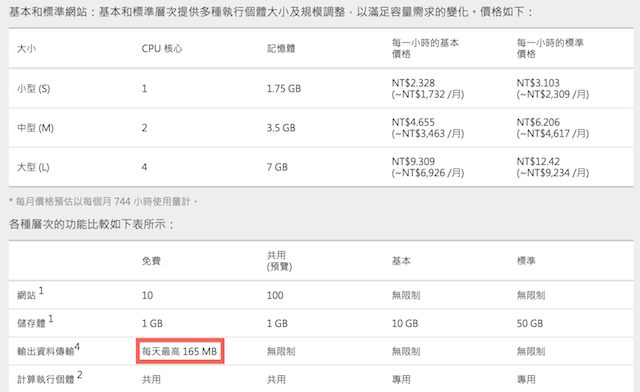 基本和標準網站：基本和標準層次提供多種執行個體大小及規模調整，以滿足容量需求的變化。價格如下：
大小 CPU 核心 記憶體 每一小時的基本 每一小時的標準
價格 價格
小型 (S) 1 1.75 GB NT$2.328 NT$3.103
(~NT$1,732 /月) (~NT$2,309 /月)
中型 (M) 2 3.5 GB NT$4.655 NT$6.206
(~NT$3,463 /月) (~NT$4,617 /月)
大型 (L) 4 7 GB NT$9.309 NT$12.42
(~NT$6,926 /月) (~NT$9,234 /月)
* 每月價格預估以每個月 744 小時使用量計。
各種層次的功能比較如下表所示：
免費 共用 基本 標準
(預覽)
網站 1 10 100 無限制 無限制
儲存體 1 1 GB 1 GB 10 GB 50 GB
輸出資料傳輸4 每天最高 165 MB 無限制 無限制 無限制
計算執行個體 2 共用 共用 專用 專用